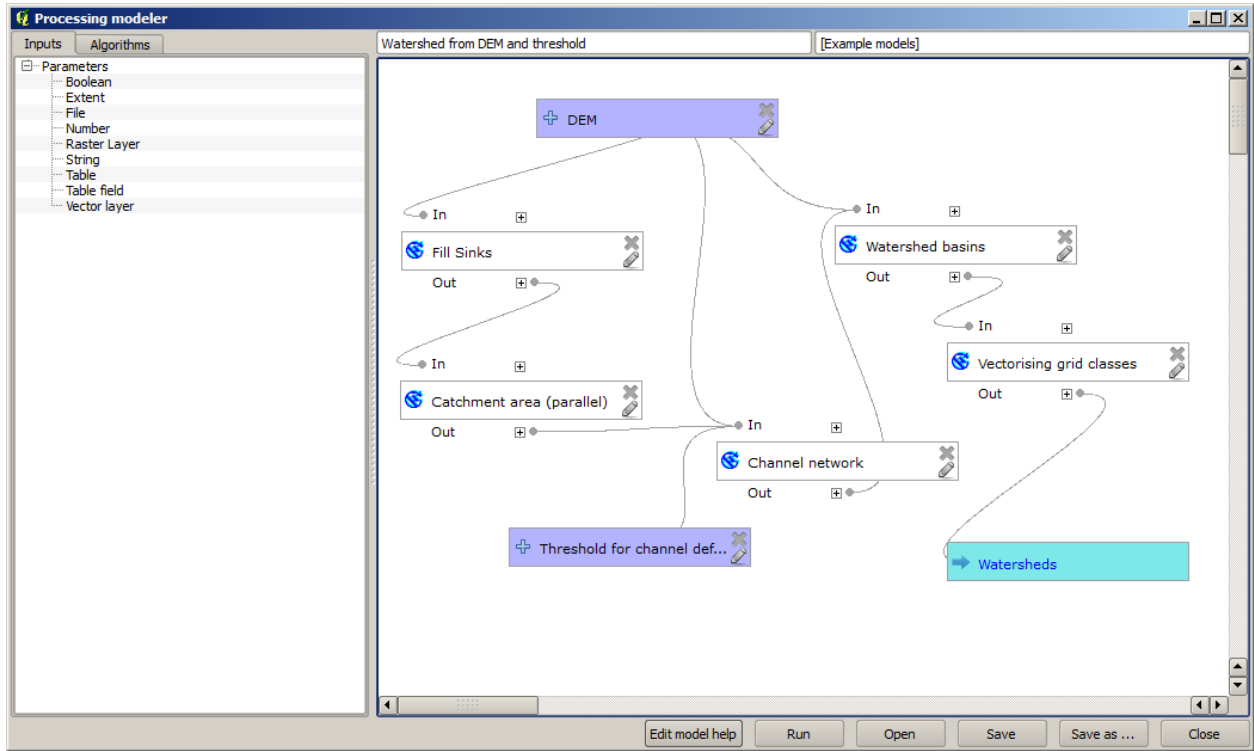 Processing modeler
Inputs
Algorithms
Watershed from DEM and threshold
[Example models]
Parameters
Boolean
Extent
File
Number
Raster Layer
String
Table
Table field
Vector layer
DEM
In
Fill Sinks
Out
In
Watershed basins
Out
In
Catchment area (parallel)
Out
In
Vectorising grid classes
Out
In
Channel network
Out
Threshold for channel def...
Watersheds
Edit model help
Run
Open
Save
Save as ...
Close